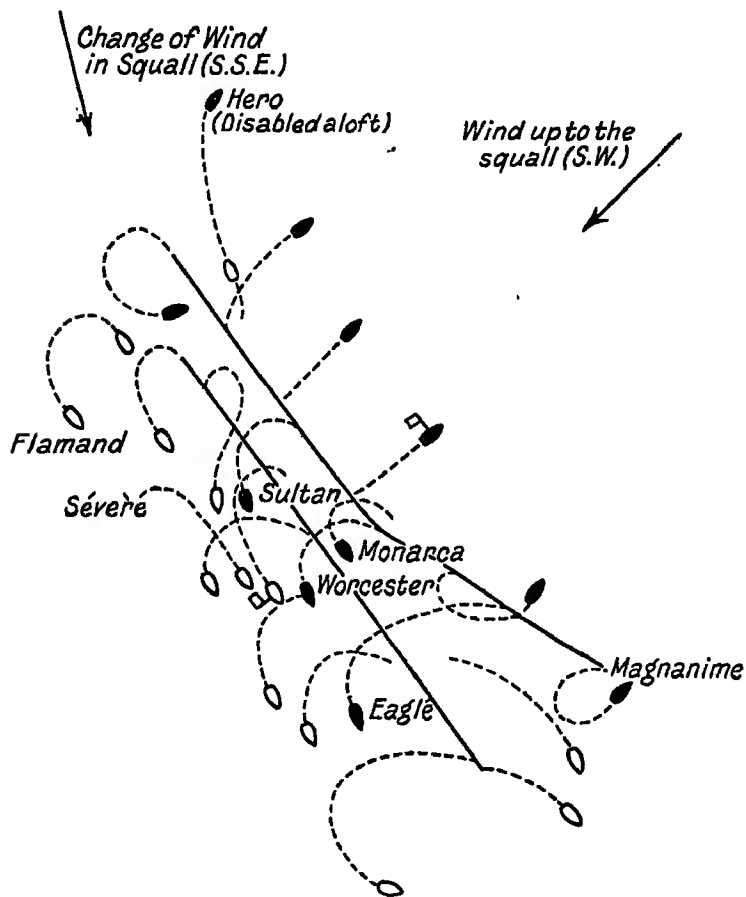 Change of Wind
in Squall (S.S.E.)
Hero
(Disabled aloft)
Wind up to the
squall (S.W.)
Flamand
Sultan
Sévère
Monarca
Worcester
Magnanime
Eagle